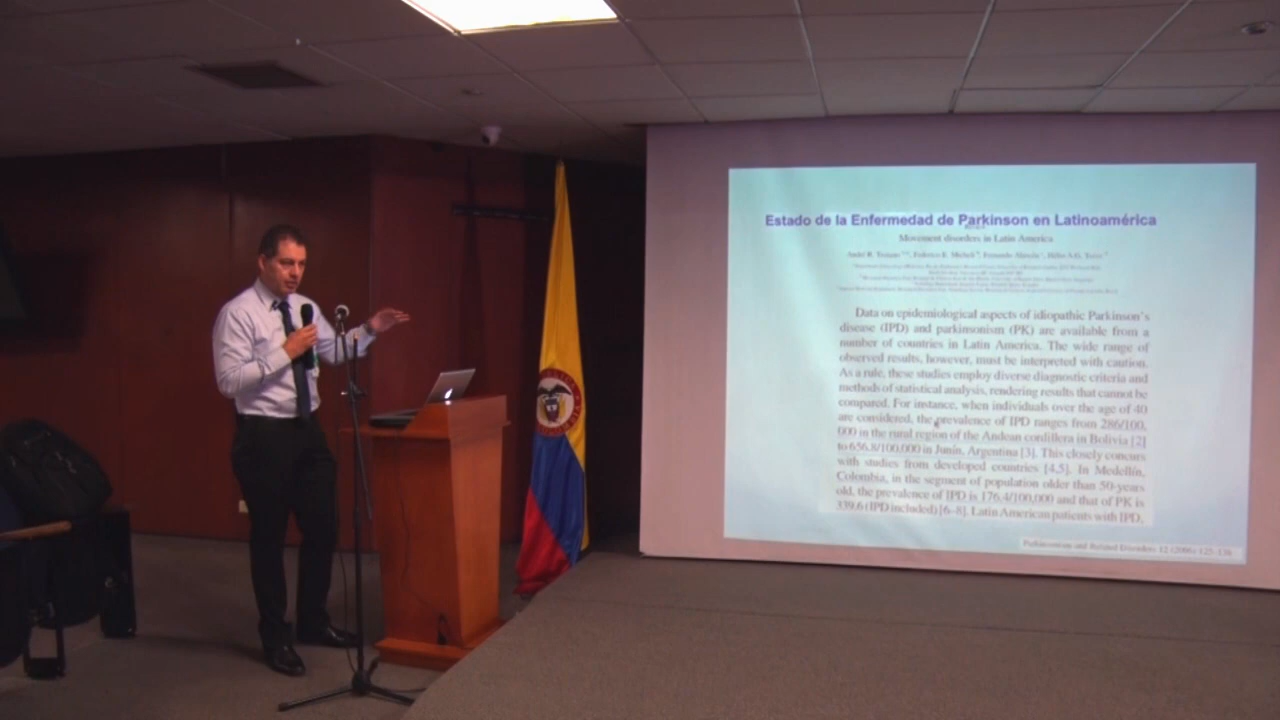 Estado de la Enfermedad de Parkinson en Latinoamérica
Movement disorders in Latin America
Data on epidemiological aspects of idiopathic Parkinson's
disease (IPD) and parkinsonism (PK) are available from a
number of countries in Latin America. The wide range of
observed results, however, must be interpreted with caution.
As a rule, these studies employ diverse diagnostic criteria and
methods of statistical analysis, rendering results that cannot be
compared. For instance, when individuals over the age of 40
are considered, the prevalence of IPD ranges from 286/100,
000 in the rural region of the Andean cordillera in Bolivia [2]
to 656.8/100,000 in Junín, Argentina [3]. This closely concurs
with studies from developed countries [4,5]. In Medellín,
Colombia, in the segment of population older than 50-years
old, the prevalence of IPD is 176.4/100,000 and that of PK is
339.6 (IPD included) [6–8]. Latin American patients with IPD,
Parkinsonism and Related Disorders 12 (2006) 125–138